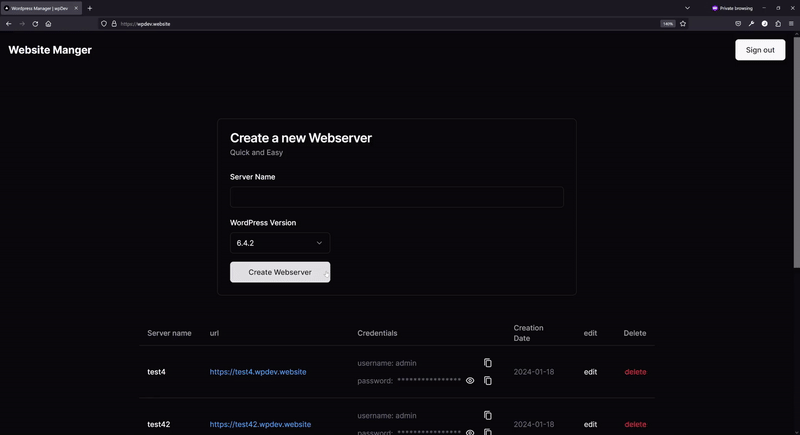 Wordpress Manager | wpDev
Private browsing
https://wpdev.website
140%
Website Manger
Sign out
Create a new Webserver
Quick and Easy
Server Name
WordPress Version
6.4.2
Create Webserver
Server name url Credentials Creation Date edit Delete
test4 https://test4.wpdev.website username: admin
password: **************** 2024-01-18 edit delete
test42 https://test42.wpdev.website username: admin
password: **************** 2024-01-18 edit delete